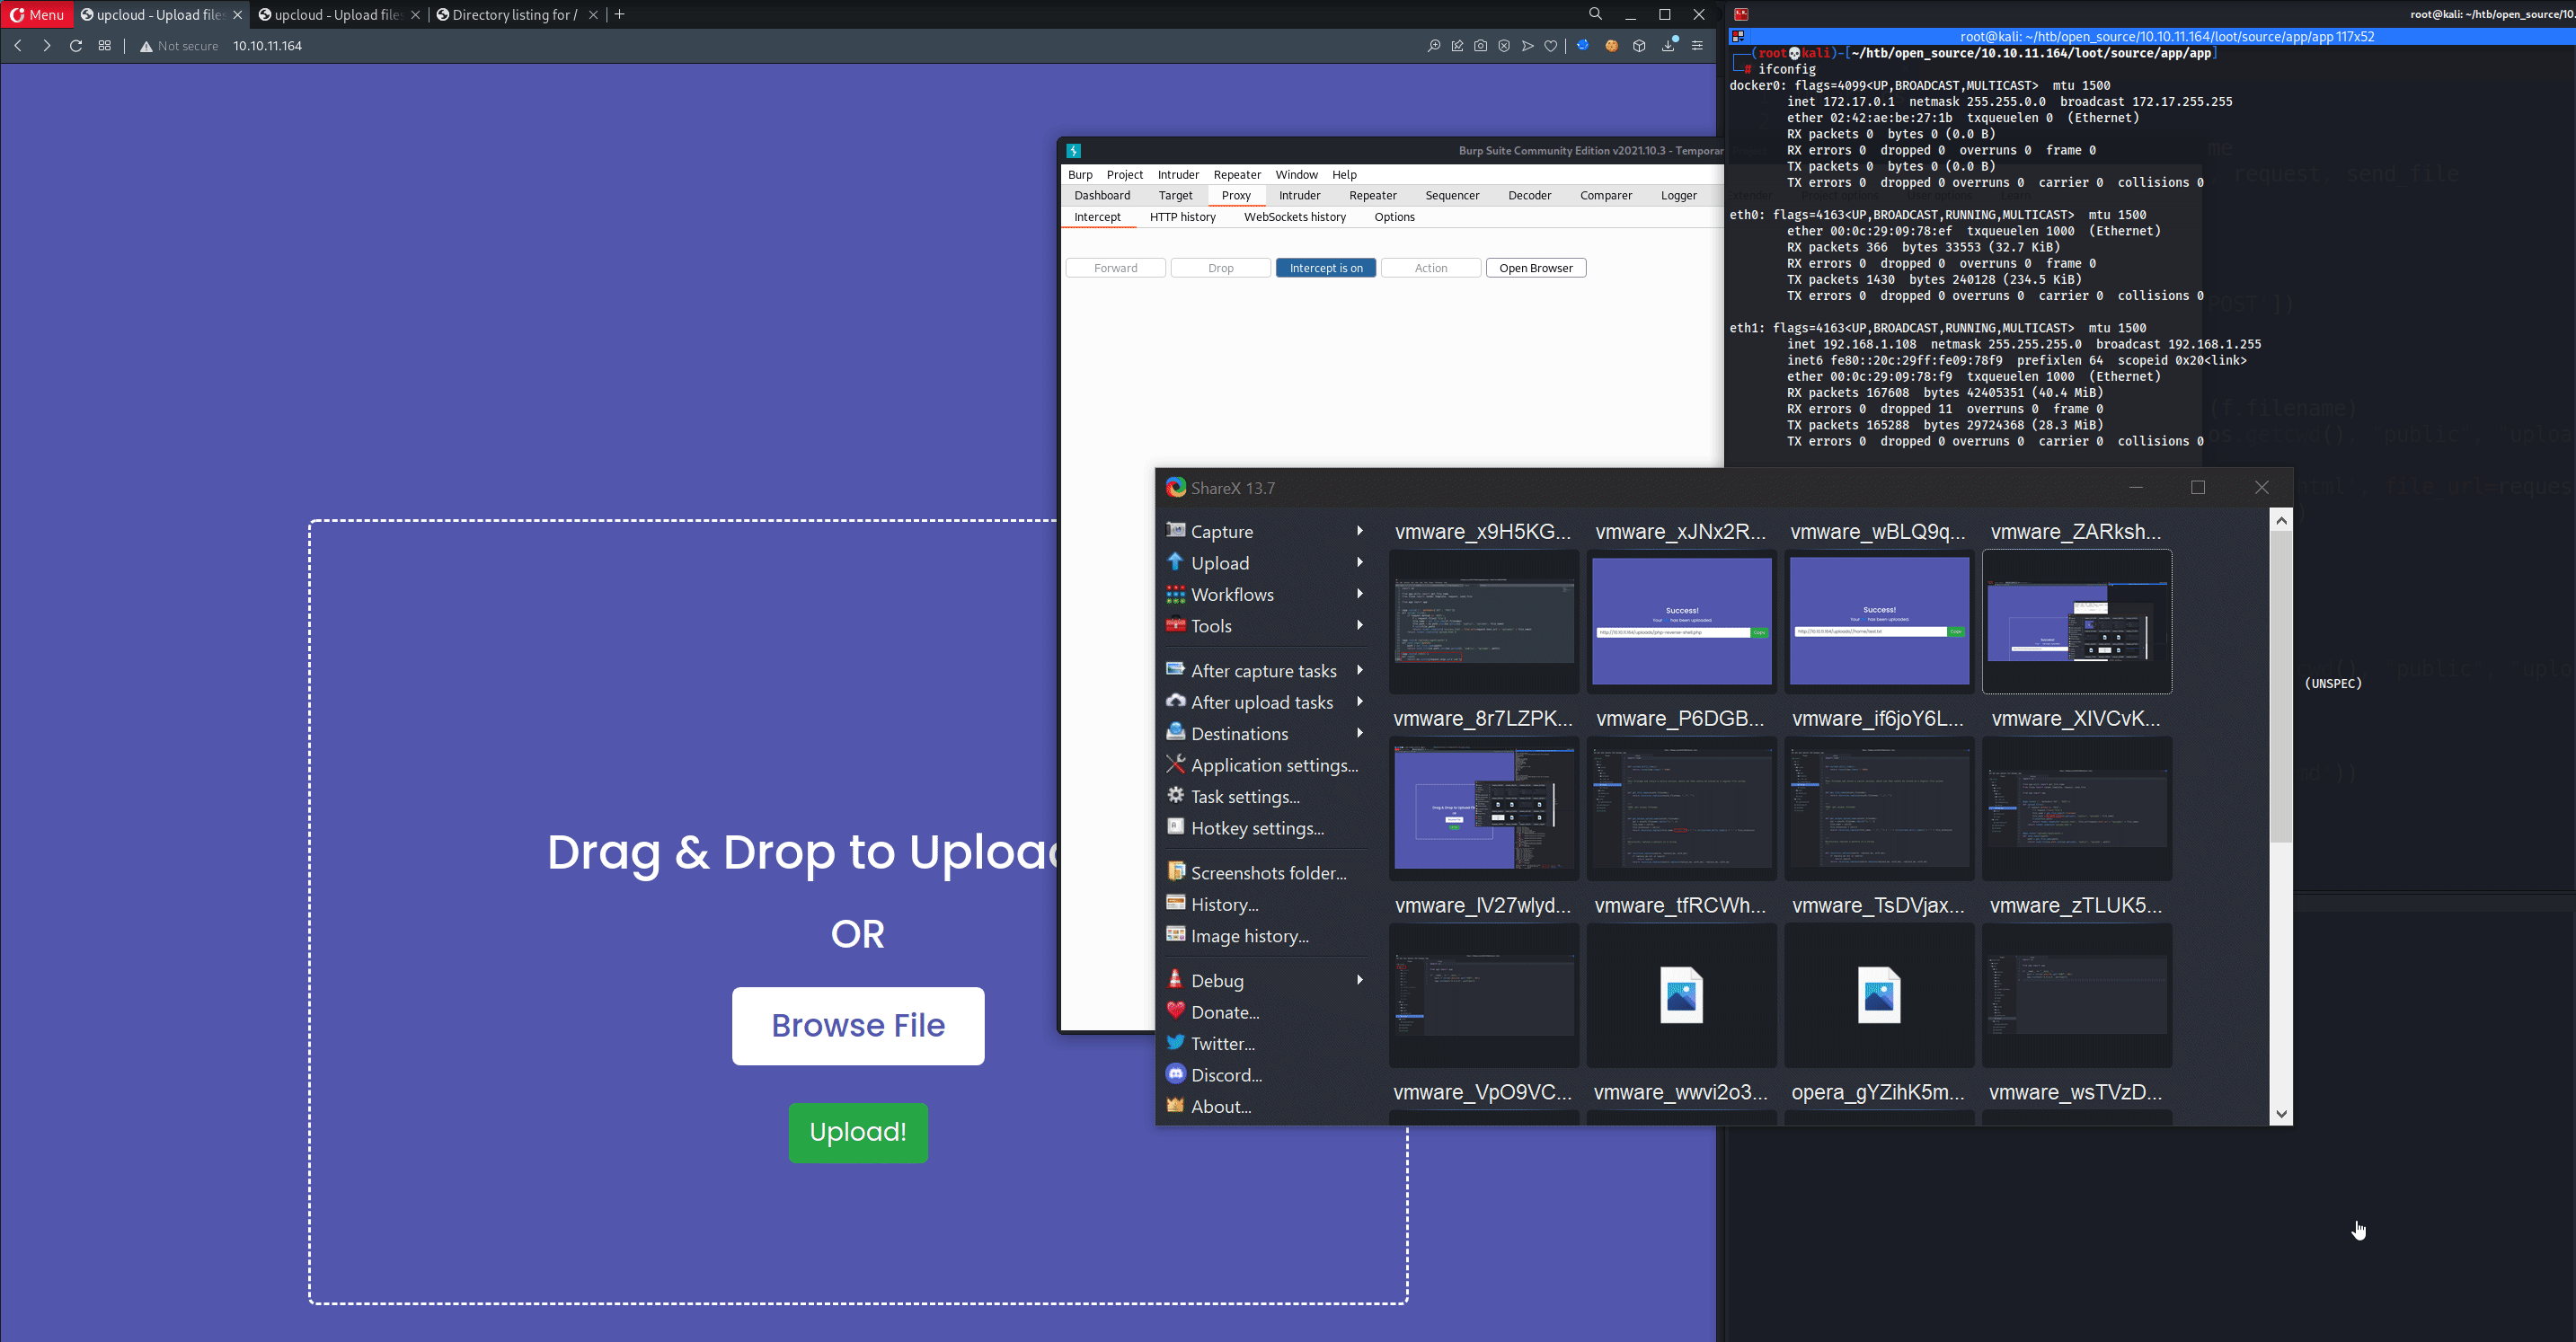 Menu
upcloud - Upload files
upcloud - Upload files
Directory listing for /
Not secure
10.10.11.164
Drag & Drop to Upload
OR
Browse File
Upload!
Burp Suite Community Edition v2021.10.3 - Temporar
Burp Project Intruder Repeater Window Help
Dashboard Target Proxy Intruder Repeater Sequencer Decoder Comparer Logger
Intercept HTTP history WebSockets history Options
Forward Drop Intercept is on Action Open Browser
root@kali: ~/htb/open_source/10.
root@kali: ~/htb/open_source/10.10.11.164/loot/source/app/app 117x52
(root💀kali)-[~/htb/open_source/10.10.11.164/loot/source/app/app]
# ifconfig
docker0: flags=4099<UP,BROADCAST,MULTICAST> mtu 1500
inet 172.17.0.1 netmask 255.255.0.0 broadcast 172.17.255.255
ether 02:42:ae:be:27:1b txqueuelen 0 (Ethernet)
RX packets 0 bytes 0 (0.0 B)
RX errors 0 dropped 0 overruns 0 frame 0
TX packets 0 bytes 0 (0.0 B)
TX errors 0 dropped 0 overruns 0 carrier 0 collisions 0
eth0: flags=4163<UP,BROADCAST,RUNNING,MULTICAST> mtu 1500
ether 00:0c:29:09:78:ef txqueuelen 1000 (Ethernet)
RX packets 366 bytes 33553 (32.7 KiB)
RX errors 0 dropped 0 overruns 0 frame 0
TX packets 1430 bytes 240128 (234.5 KiB)
TX errors 0 dropped 0 overruns 0 carrier 0 collisions 0
eth1: flags=4163<UP,BROADCAST,RUNNING,MULTICAST> mtu 1500
inet 192.168.1.108 netmask 255.255.255.0 broadcast 192.168.1.255
inet6 fe80::20c:29ff:fe09:78f9 prefixlen 64 scopeid 0x20<link>
ether 00:0c:29:09:78:f9 txqueuelen 1000 (Ethernet)
RX packets 167608 bytes 42405351 (40.4 MiB)
RX errors 0 dropped 11 overruns 0 frame 0
TX packets 165288 bytes 29724368 (28.3 MiB)
TX errors 0 dropped 0 overruns 0 carrier 0 collisions 0
(UNSPEC)
request, send_file
(f.filename)
ShareX 13.7
Capture
Upload
Workflows
Tools
After capture tasks
After upload tasks
Destinations
Application settings...
Task settings...
Hotkey settings...
Screenshots folder...
History...
Image history...
Debug
Donate...
Twitter...
Discord...
About...
vmware_x9H5KG... vmware_xJNx2R... vmware_wBLQ9q... vmware_ZARksh...
Success!
Success!
vmware_8r7LZPK... vmware_P6DGB... vmware_if6joY6L... vmware_XIVCvK...
vmware_lV27wlyd... vmware_tfRCWh... vmware_TsDVjax... vmware_zTLUK5...
vmware_VpO9VC... vmware_wwvi2o3... opera_gYZihK5m... vmware_wsTVzD...